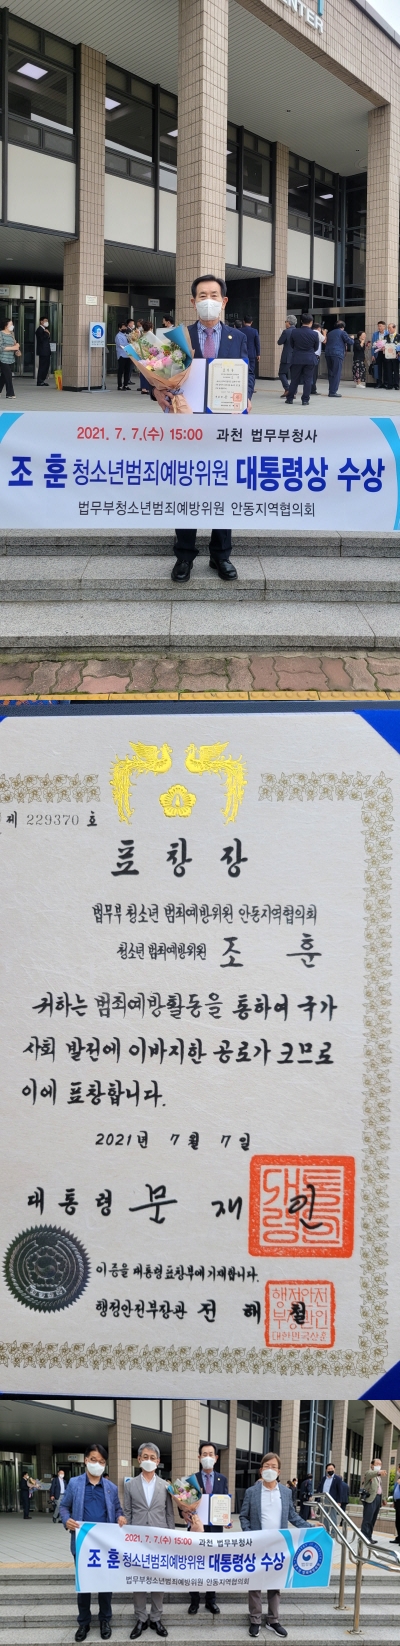 ENTER
2021. 7. 7.(수) 15:00 과천 법무부청사
조 훈 청소년범죄예방위원 대통령상 수상
법무부청소년범죄예방위원 안동지역협의회
제 229370 호
표 창 장
법무부 청소년 범죄예방위원 안동지역협의회
청소년 범죄예방위원 조 훈
귀하는 범죄예방활동을 통하여 국가
사회 발전에 이바지한 공로가 크므로
이에 표창합니다.
2021년 7월 7일
대통령 문 재 인
대통령인
이 증을 대통령 표창부에 기재합니다.
행정안전부장관 전 해 철
행정안전
부장관인
2021. 7. 7.(수) 15:00 과천 법무부청사
조 훈 청소년범죄예방위원 대통령상 수상
법무부청소년범죄예방위원 안동지역협의회